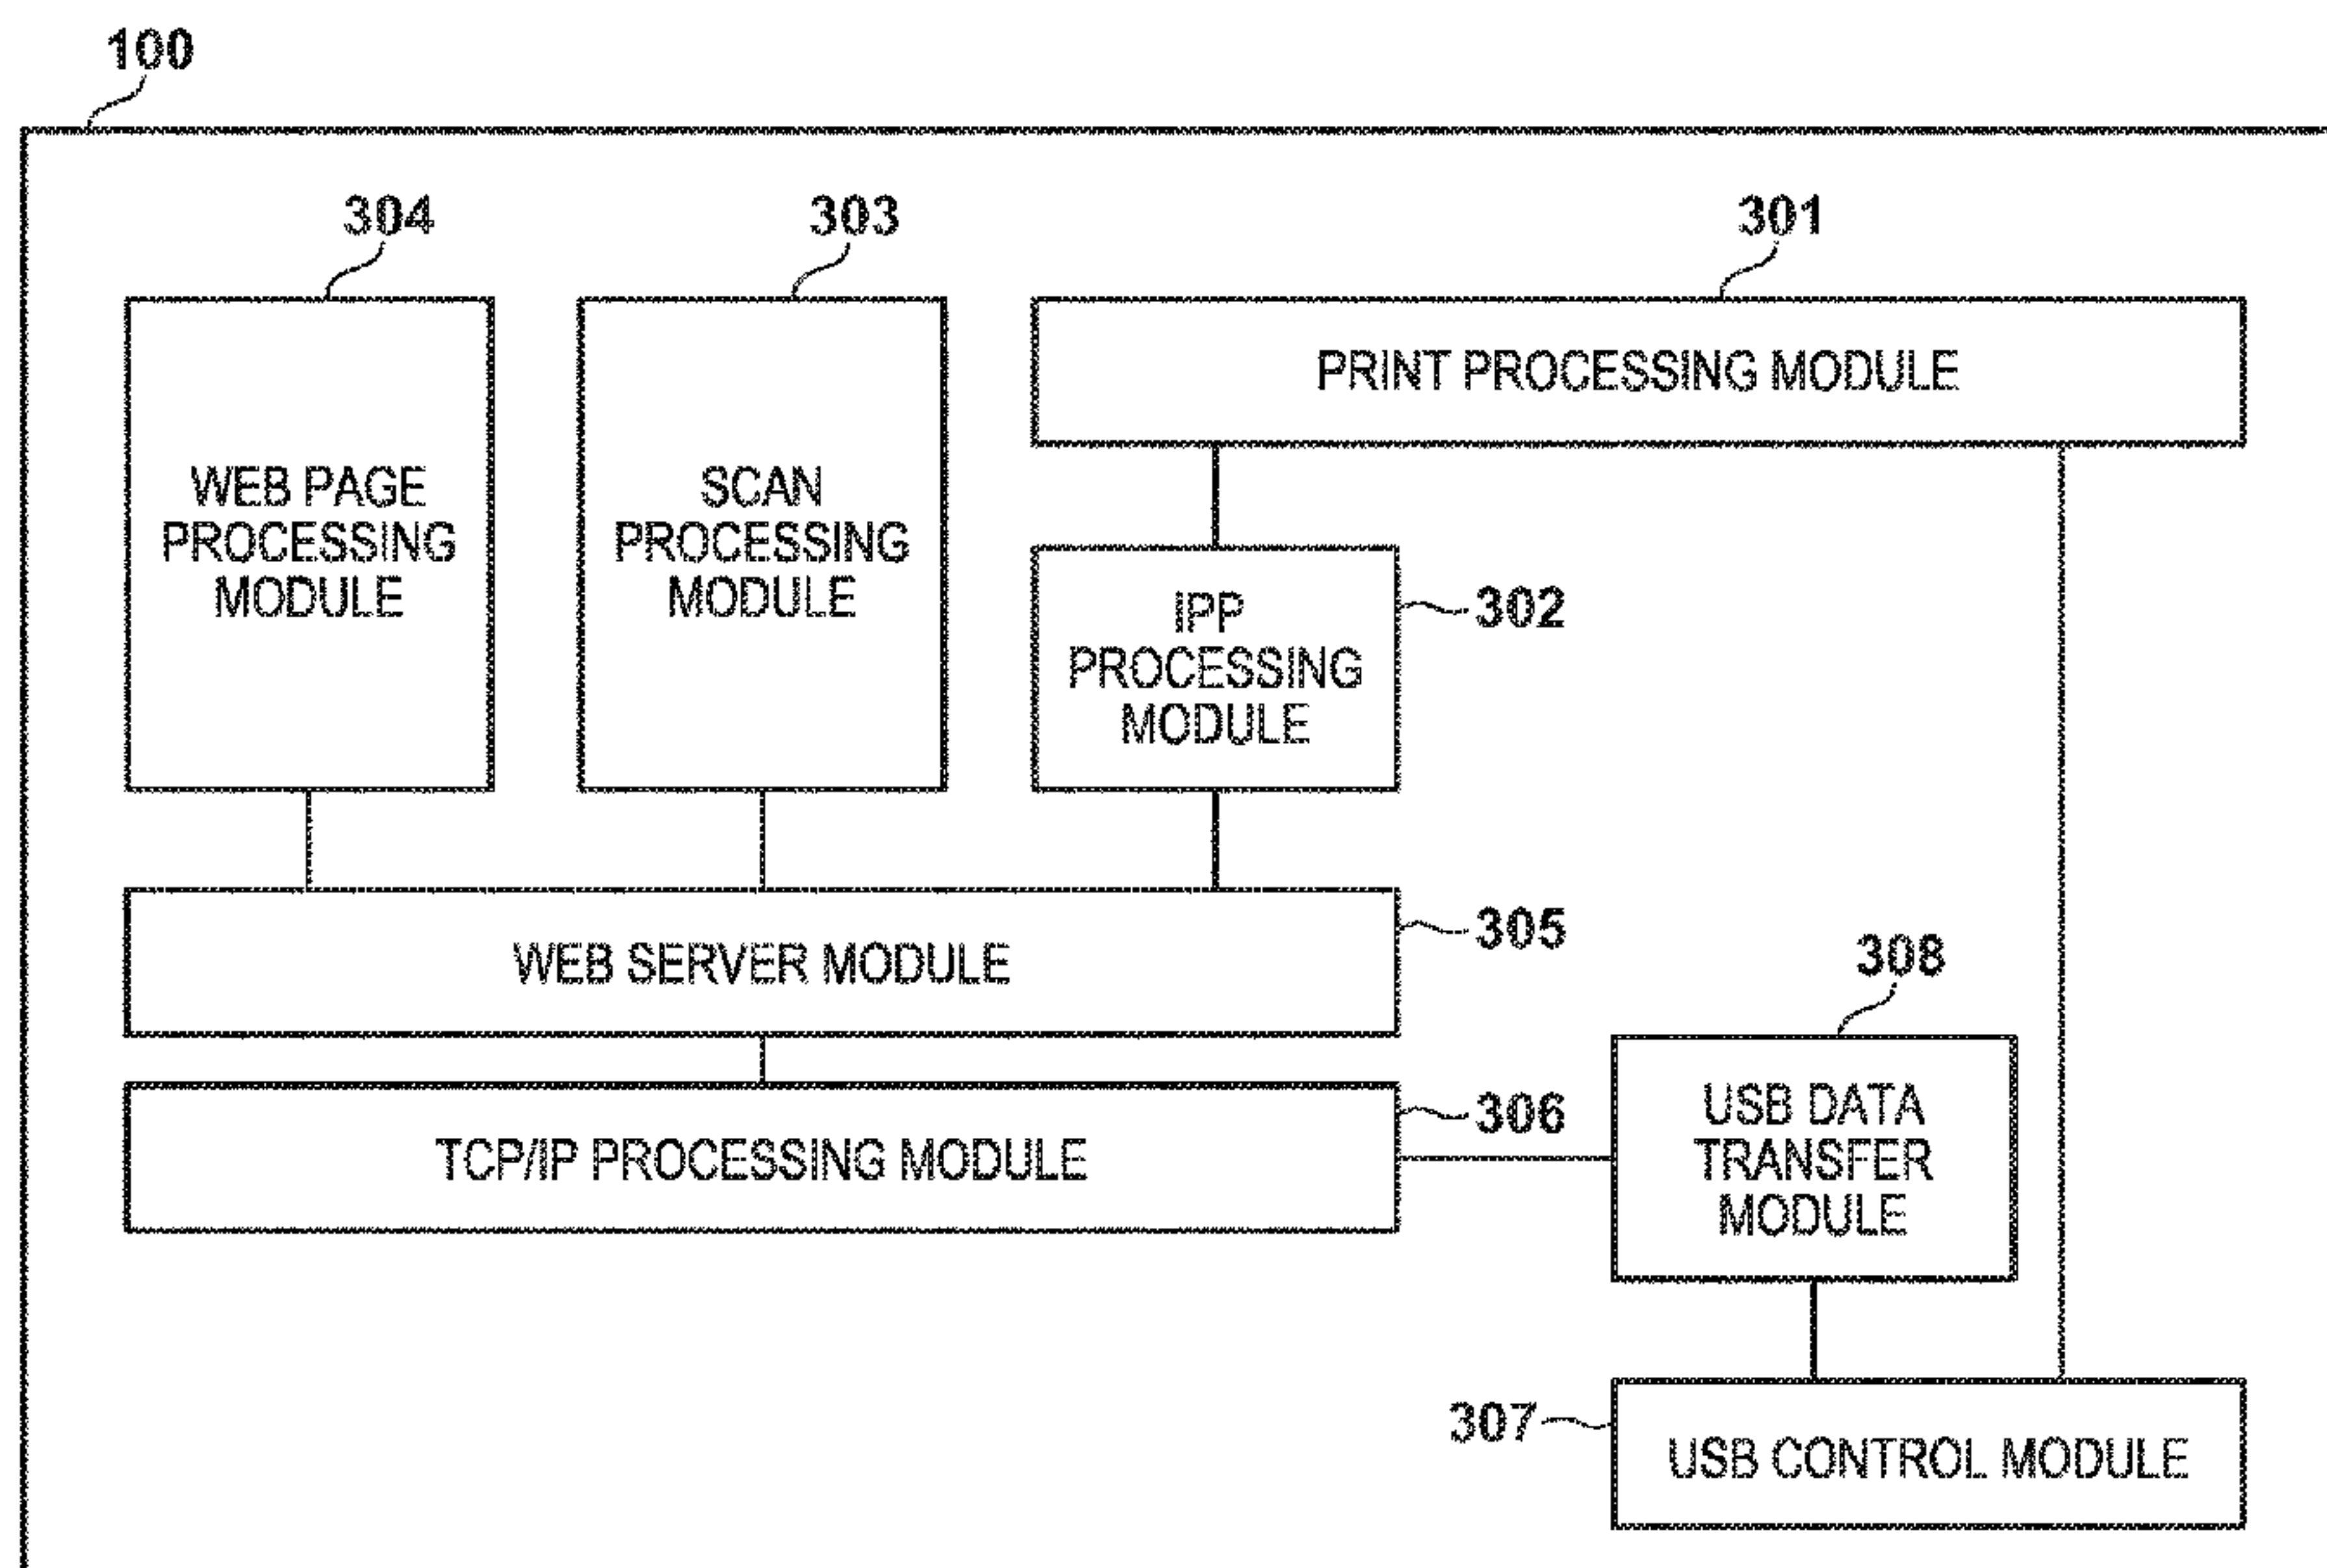 100
304
303
301
PRINT PROCESSING MODULE
WEB PAGE
PROCESSING
MODULE
SCAN
PROCESSING
MODULE
IPP
PROCESSING
MODULE
302
WEB SERVER MODULE
305
308
TCP/IP PROCESSING MODULE
306
USB DATA
TRANSFER
MODULE
307
USB CONTROL MODULE